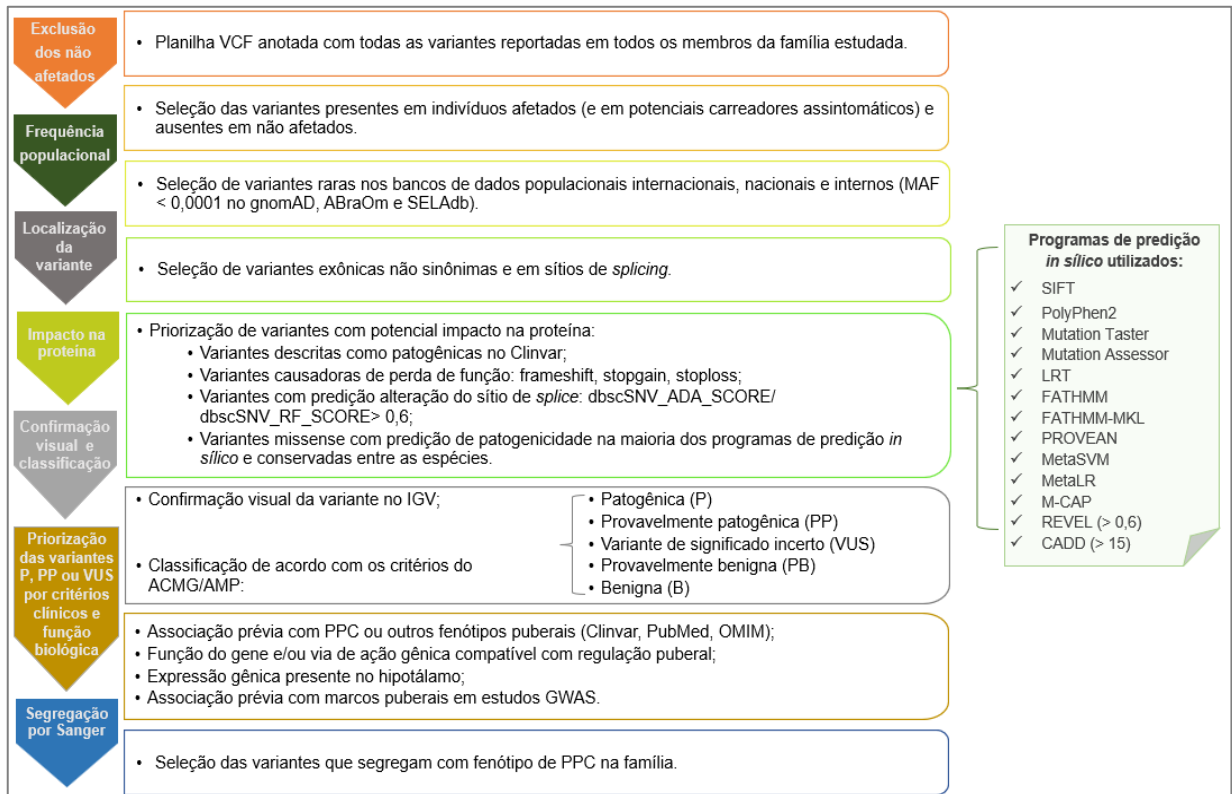 Exclusão
dos não
afetados
• Planilha VCF anotada com todas as variantes reportadas em todos os membros da família estudada.
Frequência
populacional
• Seleção das variantes presentes em indivíduos afetados (e em potenciais carreadores assintomáticos) e
ausentes em não afetados.
Localização
da
variante
• Seleção de variantes raras nos bancos de dados populacionais internacionais, nacionais e internos (MAF
< 0,0001 no gnomAD, ABraOm e SELAdb).
• Seleção de variantes exônicas não sinônimas e em sítios de splicing.
Impacto na
proteína
• Priorização de variantes com potencial impacto na proteína:
• Variantes descritas como patogênicas no Clinvar;
• Variantes causadoras de perda de função: frameshift, stopgain, stoploss;
• Variantes com predição alteração do sítio de splice: dbscSNV_ADA_SCORE/
dbscSNV_RF_SCORE> 0,6;
• Variantes missense com predição de patogenicidade na maioria dos programas de predição in
sílico e conservadas entre as espécies.
Confirmação
visual e
classificação
• Confirmação visual da variante no IGV;
• Classificação de acordo com os critérios do
ACMG/AMP:
• Patogênica (P)
• Provavelmente patogênica (PP)
• Variante de significado incerto (VUS)
• Provavelmente benigna (PB)
• Benigna (B)
Priorização
das variantes
P, PP ou VUS
por critérios
clínicos e
função
biológica
• Associação prévia com PPC ou outros fenótipos puberais (Clinvar, PubMed, OMIM);
• Função do gene e/ou via de ação gênica compatível com regulação puberal;
• Expressão gênica presente no hipotálamo;
• Associação prévia com marcos puberais em estudos GWAS.
Segregação
por Sanger
• Seleção das variantes que segregam com fenótipo de PPC na família.
Programas de predição
in sílico utilizados:
✓ SIFT
✓ PolyPhen2
✓ Mutation Taster
✓ Mutation Assessor
✓ LRT
✓ FATHMM
✓ FATHMM-MKL
✓ PROVEAN
✓ MetaSVM
✓ MetaLR
✓ M-CAP
✓ REVEL (> 0,6)
✓ CADD (> 15)